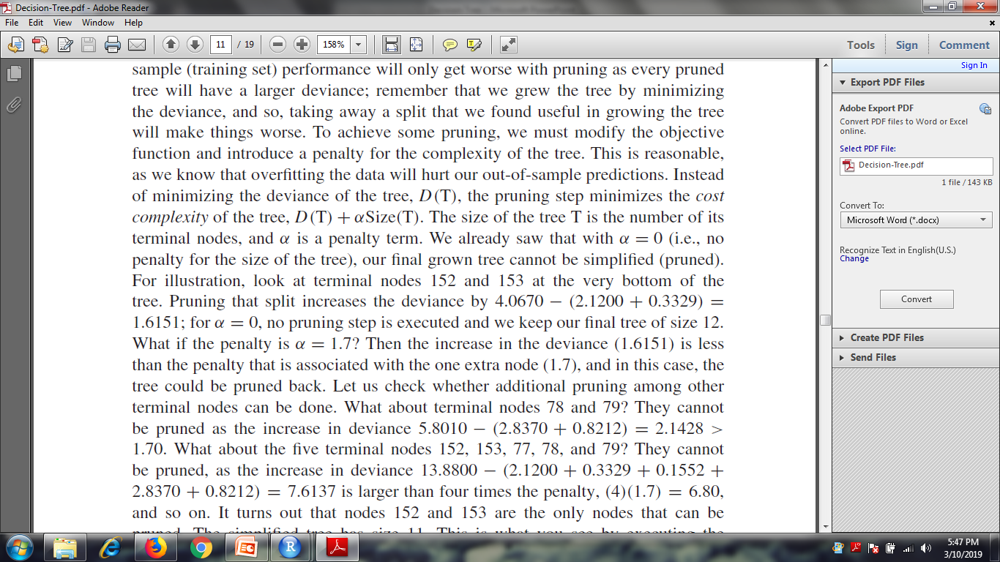 Decision-Tree.pdf - Adobe Reader
File Edit View Window Help
11 / 19 158% Tools Sign Comment
Sign In
Export PDF Files
Adobe Export PDF
Convert PDF files to Word or Excel
online.
Select PDF File:
Decision-Tree.pdf
1 file / 143 KB
Convert To:
Microsoft Word (*.docx)
Recognize Text in English(U.S.)
Change
Convert
Create PDF Files
Send Files
sample (training set) performance will only get worse with pruning as every pruned
tree will have a larger deviance; remember that we grew the tree by minimizing
the deviance, and so, taking away a split that we found useful in growing the tree
will make things worse. To achieve some pruning, we must modify the objective
function and introduce a penalty for the complexity of the tree. This is reasonable,
as we know that overfitting the data will hurt our out-of-sample predictions. Instead
of minimizing the deviance of the tree, D(T), the pruning step minimizes the cost
complexity of the tree, D(T) + αSize(T). The size of the tree T is the number of its
terminal nodes, and α is a penalty term. We already saw that with α = 0 (i.e., no
penalty for the size of the tree), our final grown tree cannot be simplified (pruned).
For illustration, look at terminal nodes 152 and 153 at the very bottom of the
tree. Pruning that split increases the deviance by 4.0670 − (2.1200 + 0.3329) =
1.6151; for α = 0, no pruning step is executed and we keep our final tree of size 12.
What if the penalty is α = 1.7? Then the increase in the deviance (1.6151) is less
than the penalty that is associated with the one extra node (1.7), and in this case, the
tree could be pruned back. Let us check whether additional pruning among other
terminal nodes can be done. What about terminal nodes 78 and 79? They cannot
be pruned as the increase in deviance 5.8010 − (2.8370 + 0.8212) = 2.1428 >
1.70. What about the five terminal nodes 152, 153, 77, 78, and 79? They cannot
be pruned, as the increase in deviance 13.8800 − (2.1200 + 0.3329 + 0.1552 +
2.8370 + 0.8212) = 7.6137 is larger than four times the penalty, (4)(1.7) = 6.80,
and so on. It turns out that nodes 152 and 153 are the only nodes that can be
pruned. The simplified tree has size 11. This is what you see by executing the
5:47 PM
3/10/2019